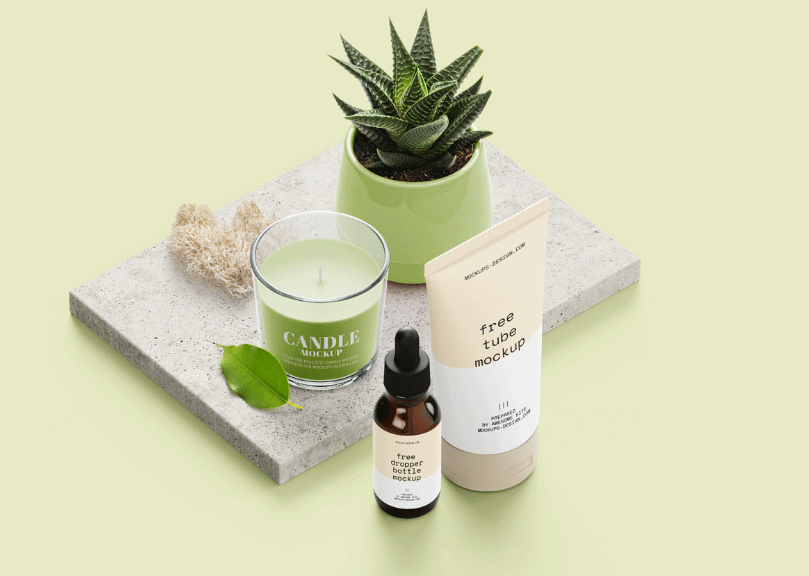 MOCKUPS-DESIGN.COM
free
tube
mockup
PREPARED
BY AWESOME SITE
MOCKUPS-DESIGN.COM
CANDLE
MOCKUP
free
dropper
bottle
mockup